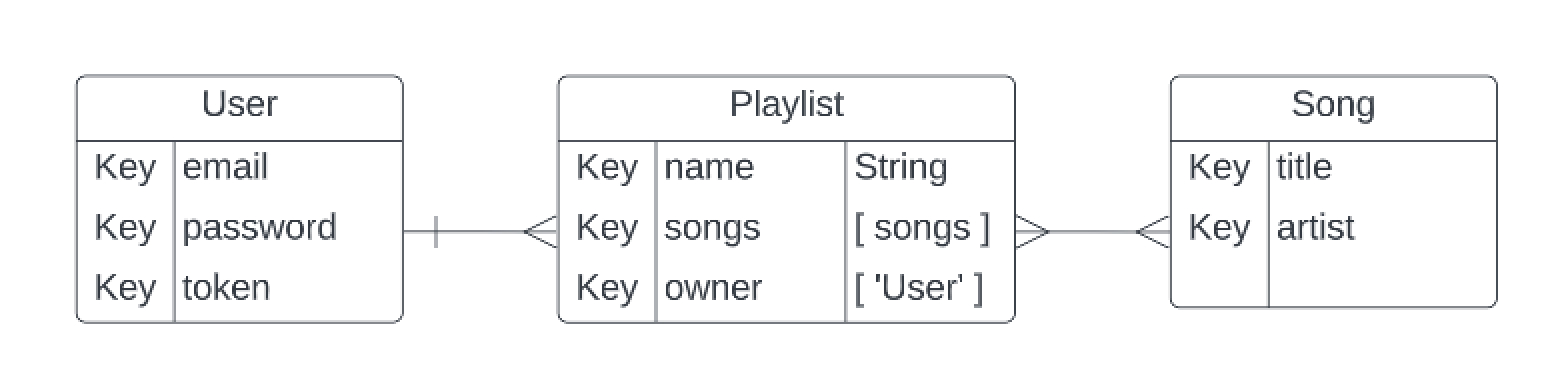 User
Key email
Key password
Key token
Playlist
Key name String
Key songs [ songs ]
Key owner [ 'User' ]
Song
Key title
Key artist